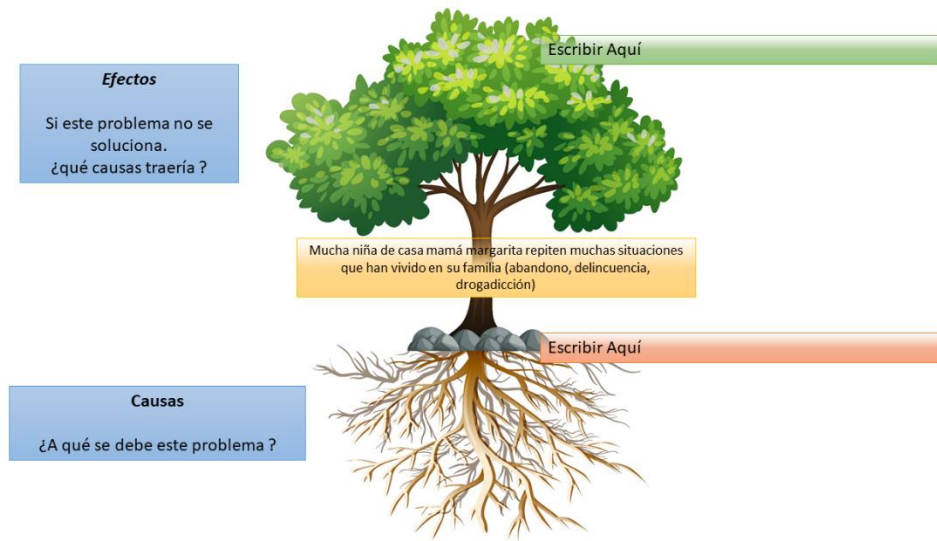 Escribir Aquí
Efectos
Si este problema no se
soluciona.
¿qué causas traería ?
Mucha niña de casa mamá margarita repiten muchas situaciones
que han vivido en su familia (abandono, delincuencia,
drogadicción)
Escribir Aquí
Causas
¿A qué se debe este problema ?